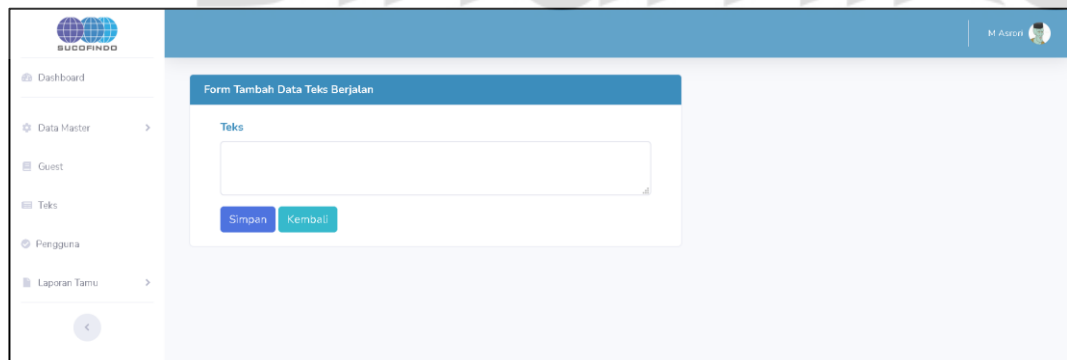 SUCOFINDO
M Asrori
Dashboard
Form Tambah Data Teks Berjalan
Data Master
Teks
Guest
Teks
Simpan Kembali
Pengguna
Laporan Tamu